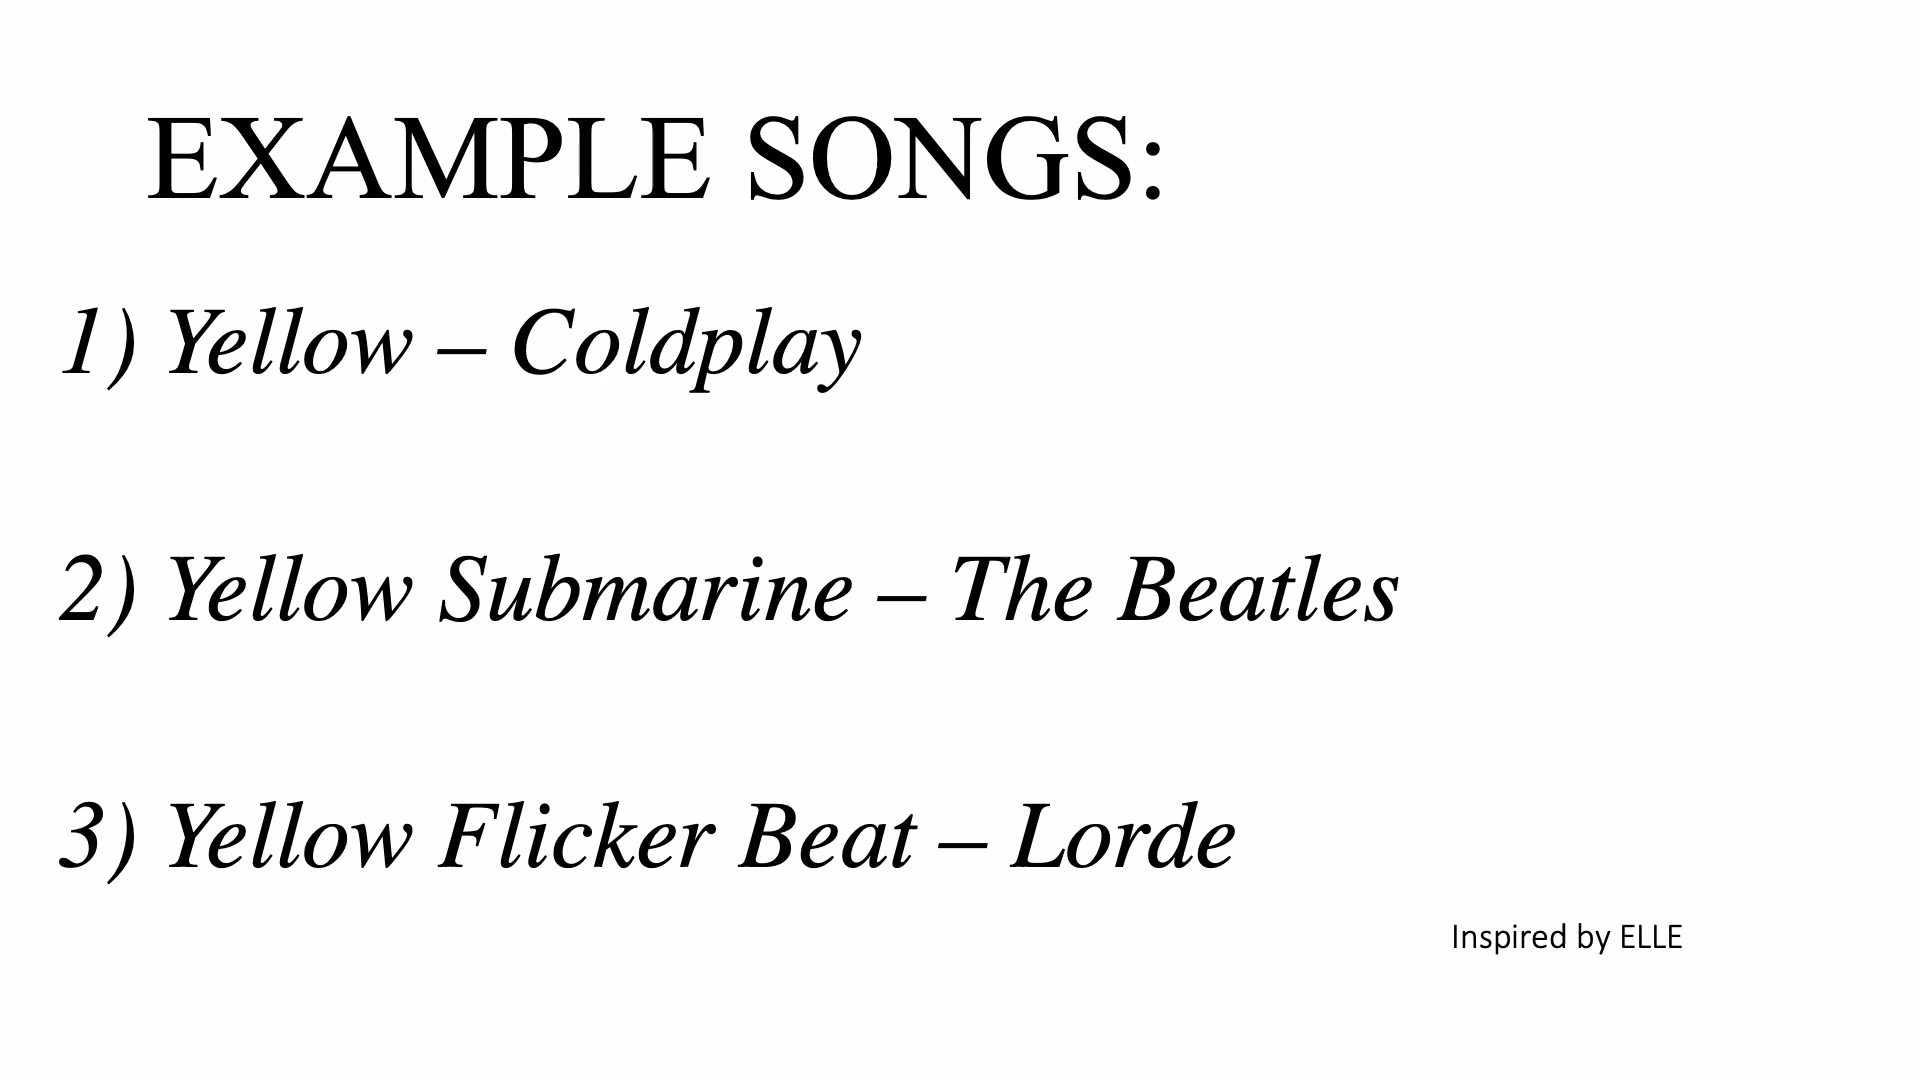 EXAMPLE SONGS:
1) Yellow – Coldplay
2) Yellow Submarine – The Beatles
3) Yellow Flicker Beat – Lorde
Inspired by ELLE